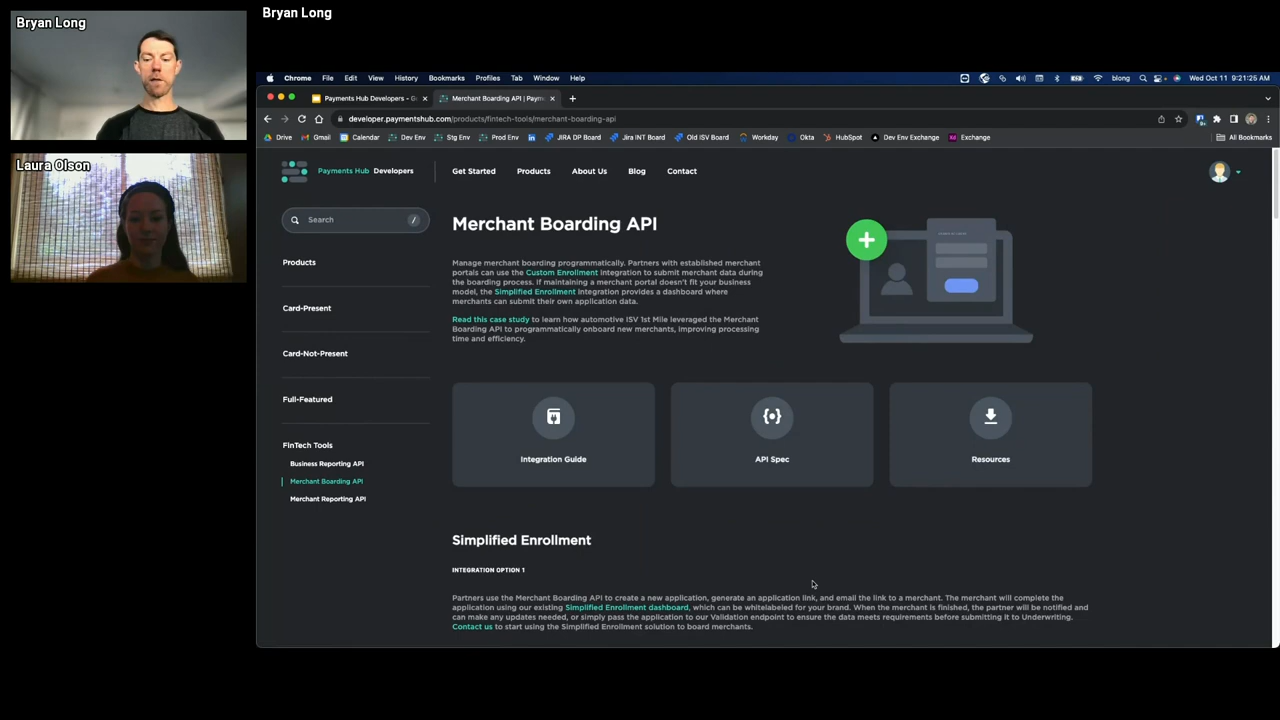 Bryan Long
Bryan Long
Laura Olson
Chrome File Edit View History Bookmarks Profiles Tab Window Help
blong
Wed Oct 11 9:21:25 AM
Payments Hub Developers - G
Merchant Boarding API | Paym
developer.paymentshub.com/products/fintech-tools/merchant-boarding-api
Drive Gmail Calendar Dev Env Stg Env Prod Env JIRA DP Board Jira INT Board Old ISV Board Workday Okta HubSpot Dev Env Exchange Exchange All Bookmarks
Payments Hub Developers
Get Started Products About Us Blog Contact
Search /
Products
Card-Present
Card-Not-Present
Full-Featured
FinTech Tools
Business Reporting API
Merchant Boarding API
Merchant Reporting API
Merchant Boarding API
Manage merchant boarding programmatically. Partners with established merchant
portals can use the Custom Enrollment integration to submit merchant data during
the boarding process. If maintaining a merchant portal doesn't fit your business
model, the Simplified Enrollment integration provides a dashboard where
merchants can submit their own application data.
Read this case study to learn how automotive ISV 1st Mile leveraged the Merchant
Boarding API to programmatically onboard new merchants, improving processing
time and efficiency.
Integration Guide
API Spec
Resources
Simplified Enrollment
INTEGRATION OPTION 1
Partners use the Merchant Boarding API to create a new application, generate an application link, and email the link to a merchant. The merchant will complete the
application using our existing Simplified Enrollment dashboard, which can be whitelabeled for your brand. When the merchant is finished, the partner will be notified and
can make any updates needed, or simply pass the application to our Validation endpoint to ensure the data meets requirements before submitting it to Underwriting.
Contact us to start using the Simplified Enrollment solution to board merchants.